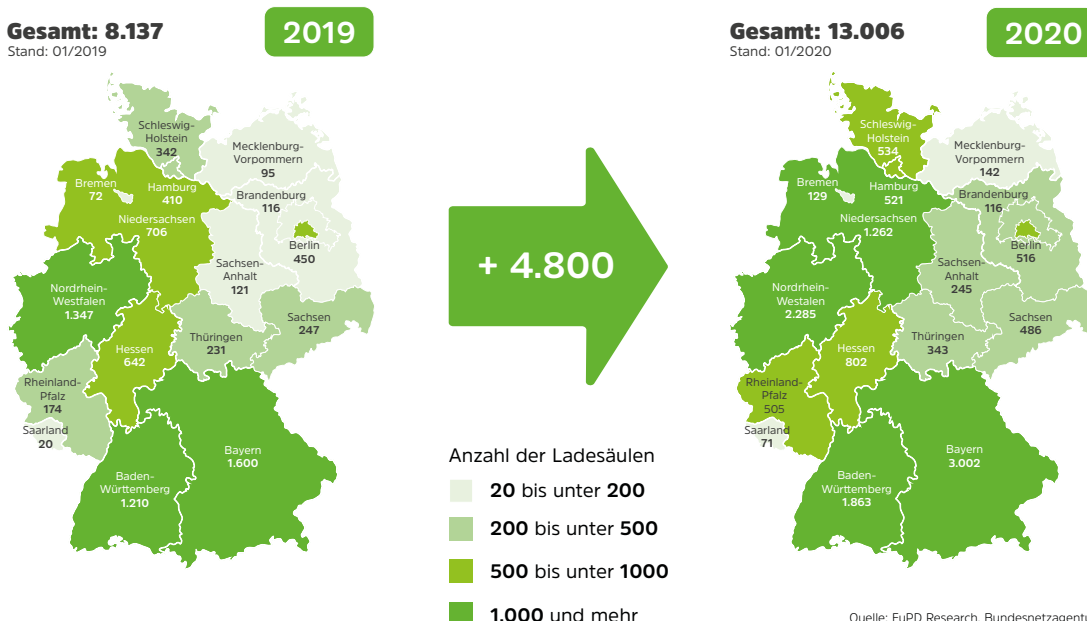 Gesamt: 8.137
Stand: 01/2019
2019
Schleswig-
Holstein
342
Mecklenburg-
Vorpommern
95
Bremen
72
Hamburg
410
Brandenburg
116
Niedersachsen
706
Berlin
450
Sachsen-
Anhalt
121
Nordrhein-
Westfalen
1.347
Sachsen
247
Thüringen
231
Hessen
642
Rheinland-
Pfalz
174
Saarland
20
Bayern
1.600
Baden-
Württemberg
1.210
+ 4.800
Anzahl der Ladesäulen
20 bis unter 200
200 bis unter 500
500 bis unter 1000
1.000 und mehr
Gesamt: 13.006
Stand: 01/2020
2020
Schleswig-
Holstein
534
Mecklenburg-
Vorpommern
142
Bremen
129
Hamburg
521
Brandenburg
116
Niedersachsen
1.262
Berlin
516
Sachsen-
Anhalt
245
Nordrhein-
Westalen
2.285
Sachsen
486
Thüringen
343
Hessen
802
Rheinland-
Pfalz
505
Saarland
71
Bayern
3.002
Baden-
Württemberg
1.863
Quelle: EuPD Research, Bundesnetzagentu